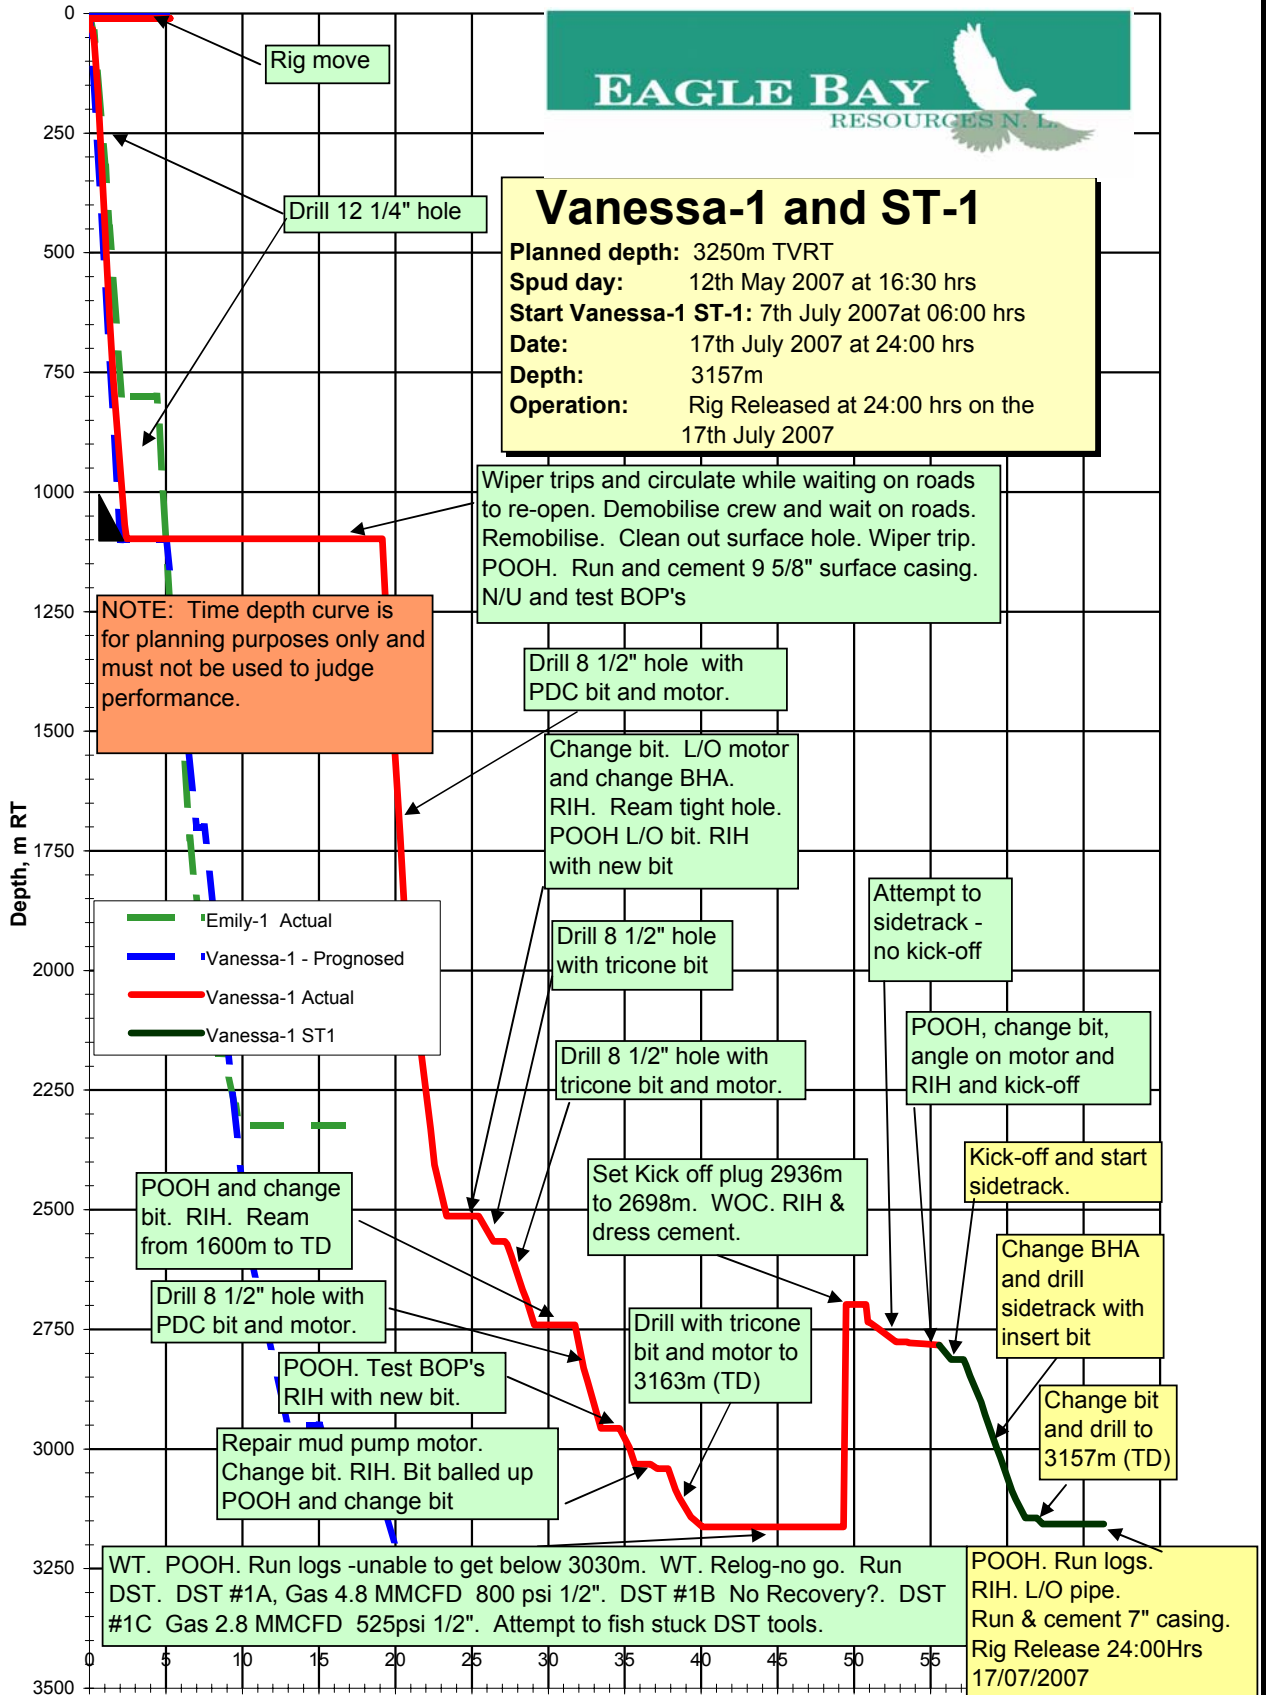 EAGLE BAY
RESOURCES N. L.
Vanessa-1 and ST-1
Planned depth: 3250m TVRT
Spud day: 12th May 2007 at 16:30 hrs
Start Vanessa-1 ST-1: 7th July 2007at 06:00 hrs
Date: 17th July 2007 at 24:00 hrs
Depth: 3157m
Operation: Rig Released at 24:00 hrs on the
17th July 2007
Rig move
Drill 12 1/4" hole
Wiper trips and circulate while waiting on roads
to re-open. Demobilise crew and wait on roads.
Remobilise. Clean out surface hole. Wiper trip.
POOH. Run and cement 9 5/8" surface casing.
N/U and test BOP's
NOTE: Time depth curve is
for planning purposes only and
must not be used to judge
performance.
Drill 8 1/2" hole with
PDC bit and motor.
Change bit. L/O motor
and change BHA.
RIH. Ream tight hole.
POOH L/O bit. RIH
with new bit
Attempt to
sidetrack -
no kick-off
Drill 8 1/2" hole
with tricone bit
Emily-1 Actual
Vanessa-1 - Prognosed
Vanessa-1 Actual
Vanessa-1 ST1
POOH, change bit,
angle on motor and
RIH and kick-off
Drill 8 1/2" hole with
tricone bit and motor.
Kick-off and start
sidetrack.
Set Kick off plug 2936m
to 2698m. WOC. RIH &
dress cement.
POOH and change
bit. RIH. Ream
from 1600m to TD
Change BHA
and drill
sidetrack with
insert bit
Drill 8 1/2" hole with
PDC bit and motor.
Drill with tricone
bit and motor to
3163m (TD)
POOH. Test BOP's
RIH with new bit.
Change bit
and drill to
3157m (TD)
Repair mud pump motor.
Change bit. RIH. Bit balled up
POOH and change bit
WT. POOH. Run logs -unable to get below 3030m. WT. Relog-no go. Run
DST. DST #1A, Gas 4.8 MMCFD 800 psi 1/2". DST #1B No Recovery?. DST
#1C Gas 2.8 MMCFD 525psi 1/2". Attempt to fish stuck DST tools.
POOH. Run logs.
RIH. L/O pipe.
Run & cement 7" casing.
Rig Release 24:00Hrs
17/07/2007
Depth, m RT
0
250
500
750
1000
1250
1500
1750
2000
2250
2500
2750
3000
3250
3500
0 5 10 15 20 25 30 35 40 45 50 55